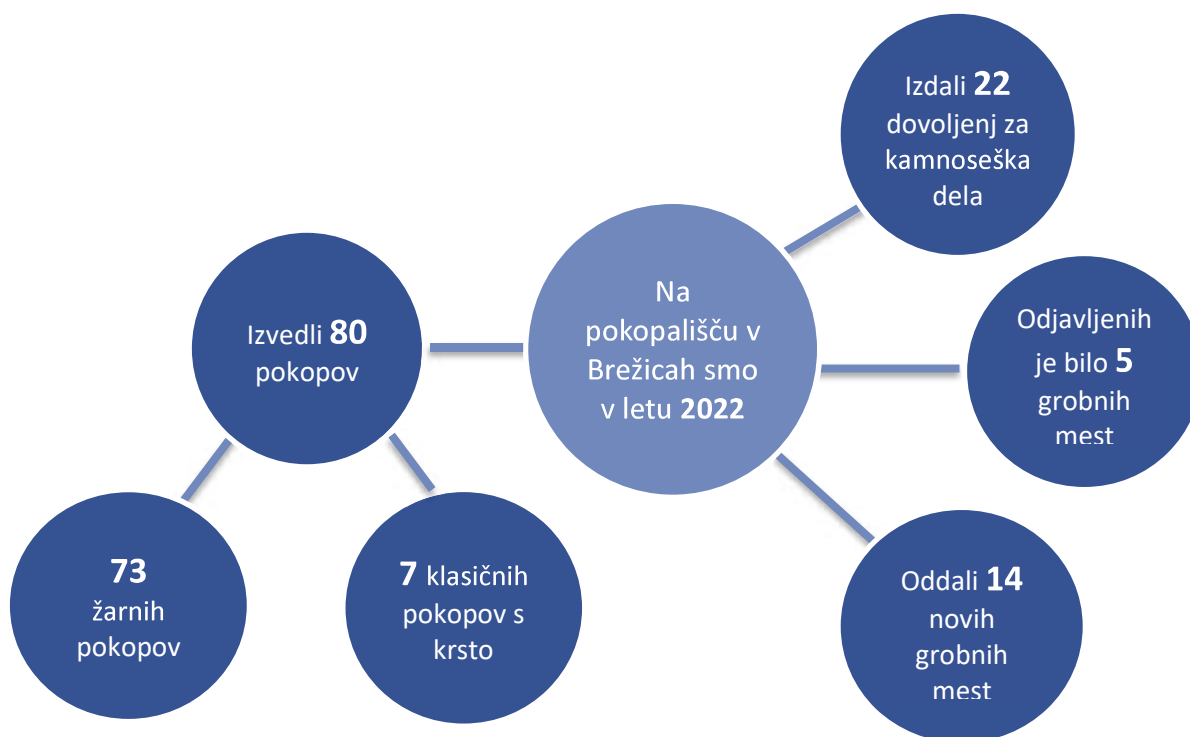 Izdali 22
dovoljenj za
kamnoseška
dela
Na
pokopališču v
Brežicah smo
v letu 2022
Izvedli 80
pokopov
Odjavljenih
je bilo 5
grobnih
mest
73
žarnih
pokopov
7 klasičnih
pokopov s
krsto
Oddali 14
novih
grobnih
mest